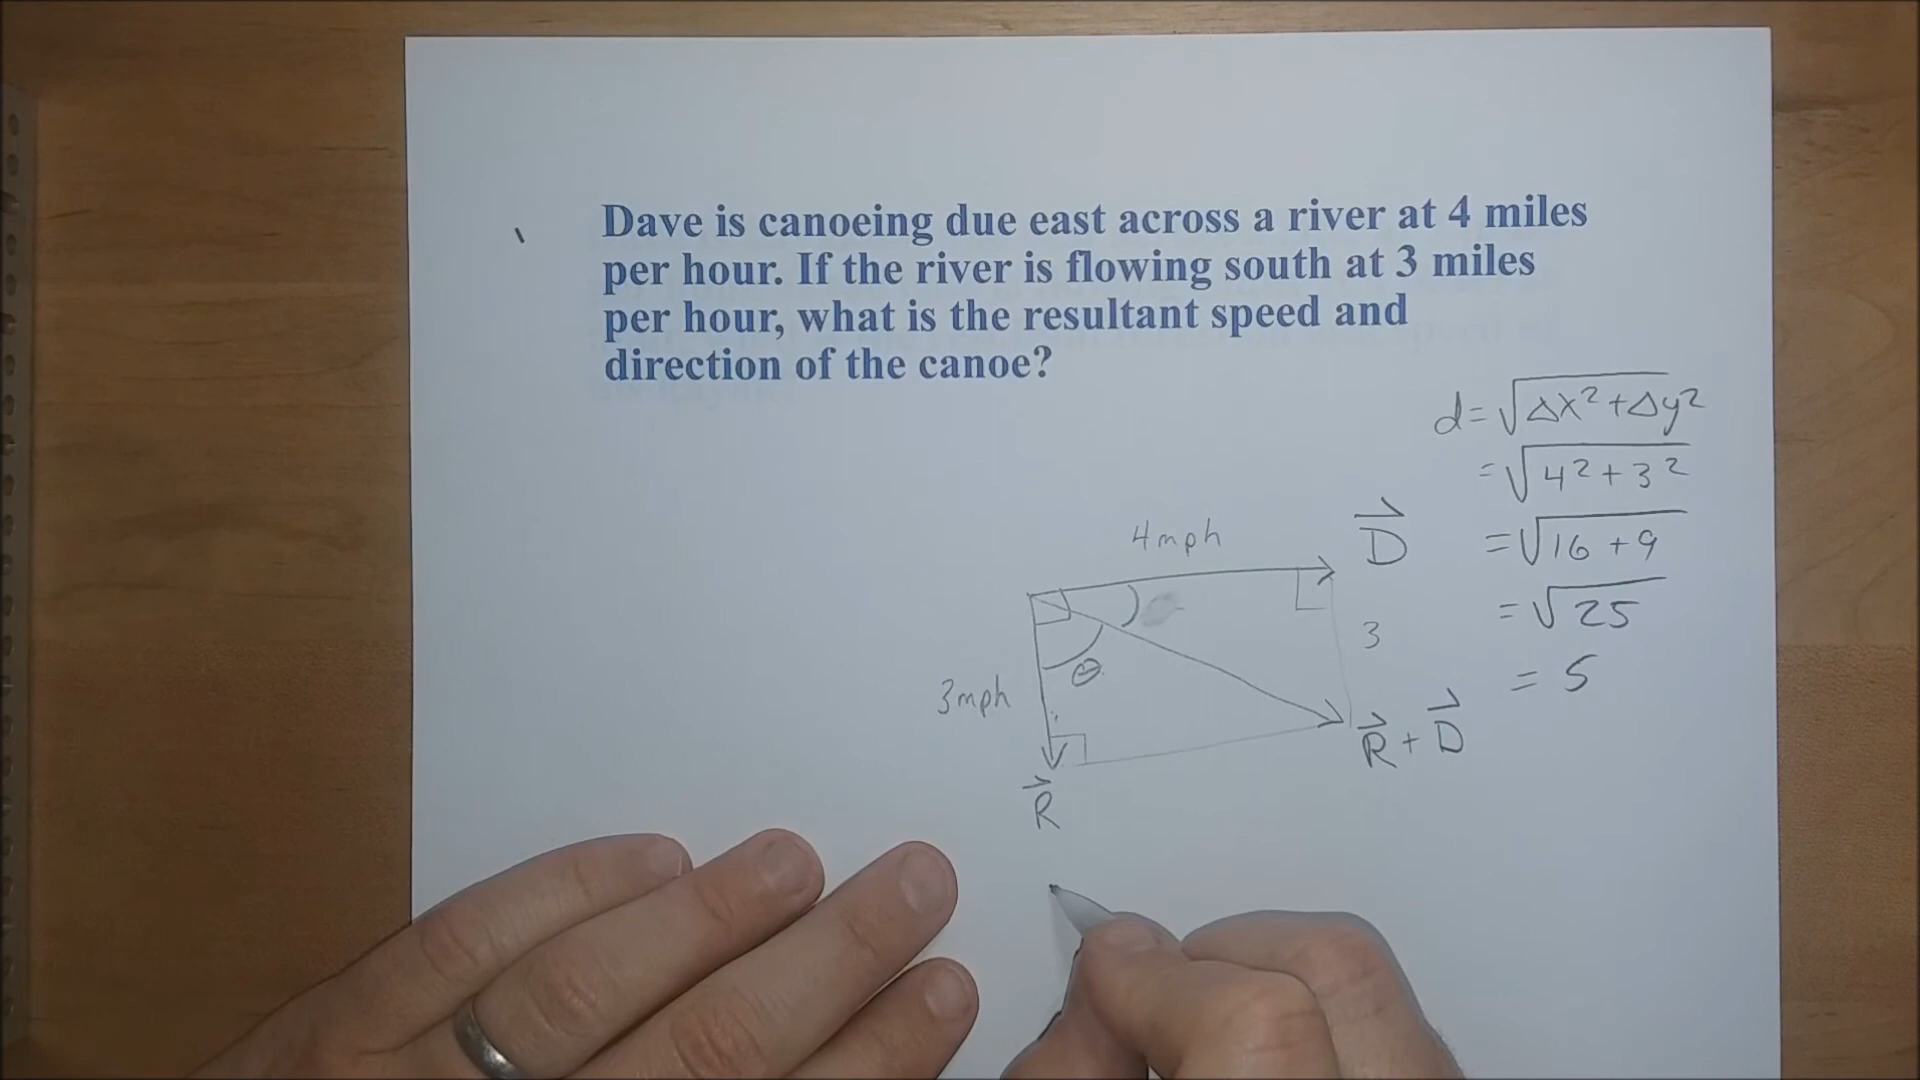 Dave is canoeing due east across a river at 4 miles
per hour. If the river is flowing south at 3 miles
per hour, what is the resultant speed and
direction of the canoe?
d=√Δx²+Δy²
=√4²+3²
=√16+9
=√25
= 5
4mph
D⃗
3
θ
3mph
R⃗+D⃗
R⃗